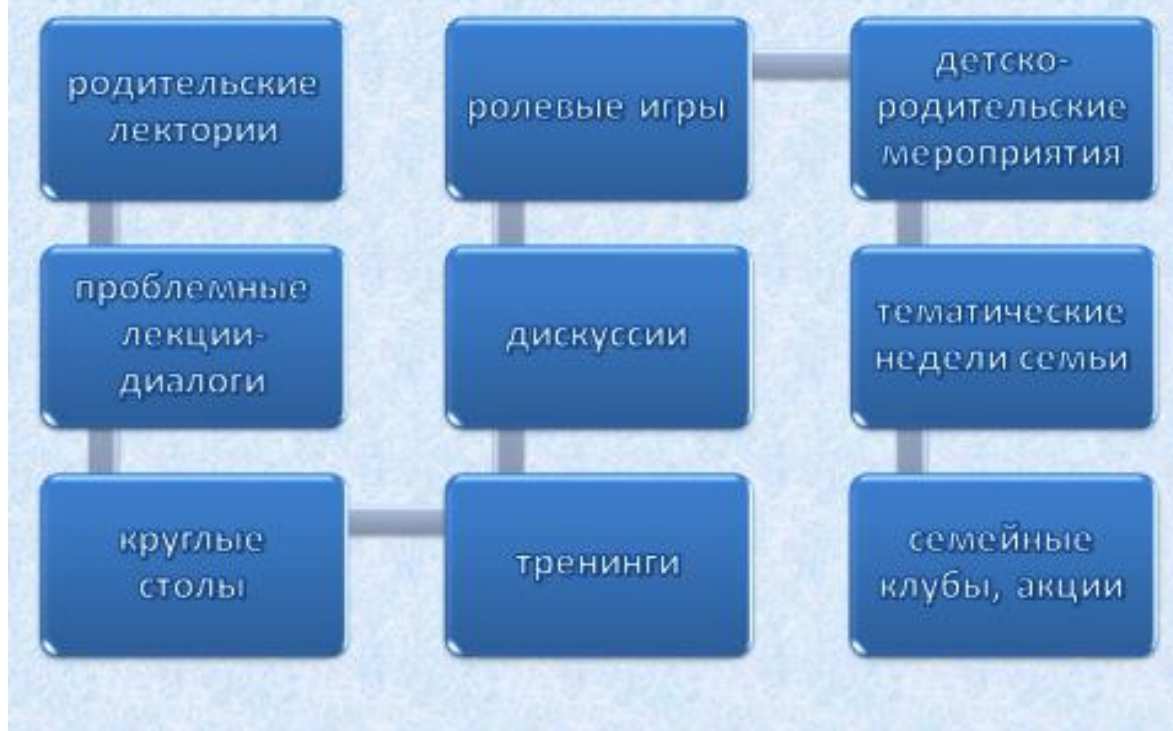 родительские
лектории
проблемные
лекции-
диалоги
круглые
столы
тренинги
дискуссии
ролевые игры
детско-
родительские
мероприятия
тематические
недели семьи
семейные
клубы, акции